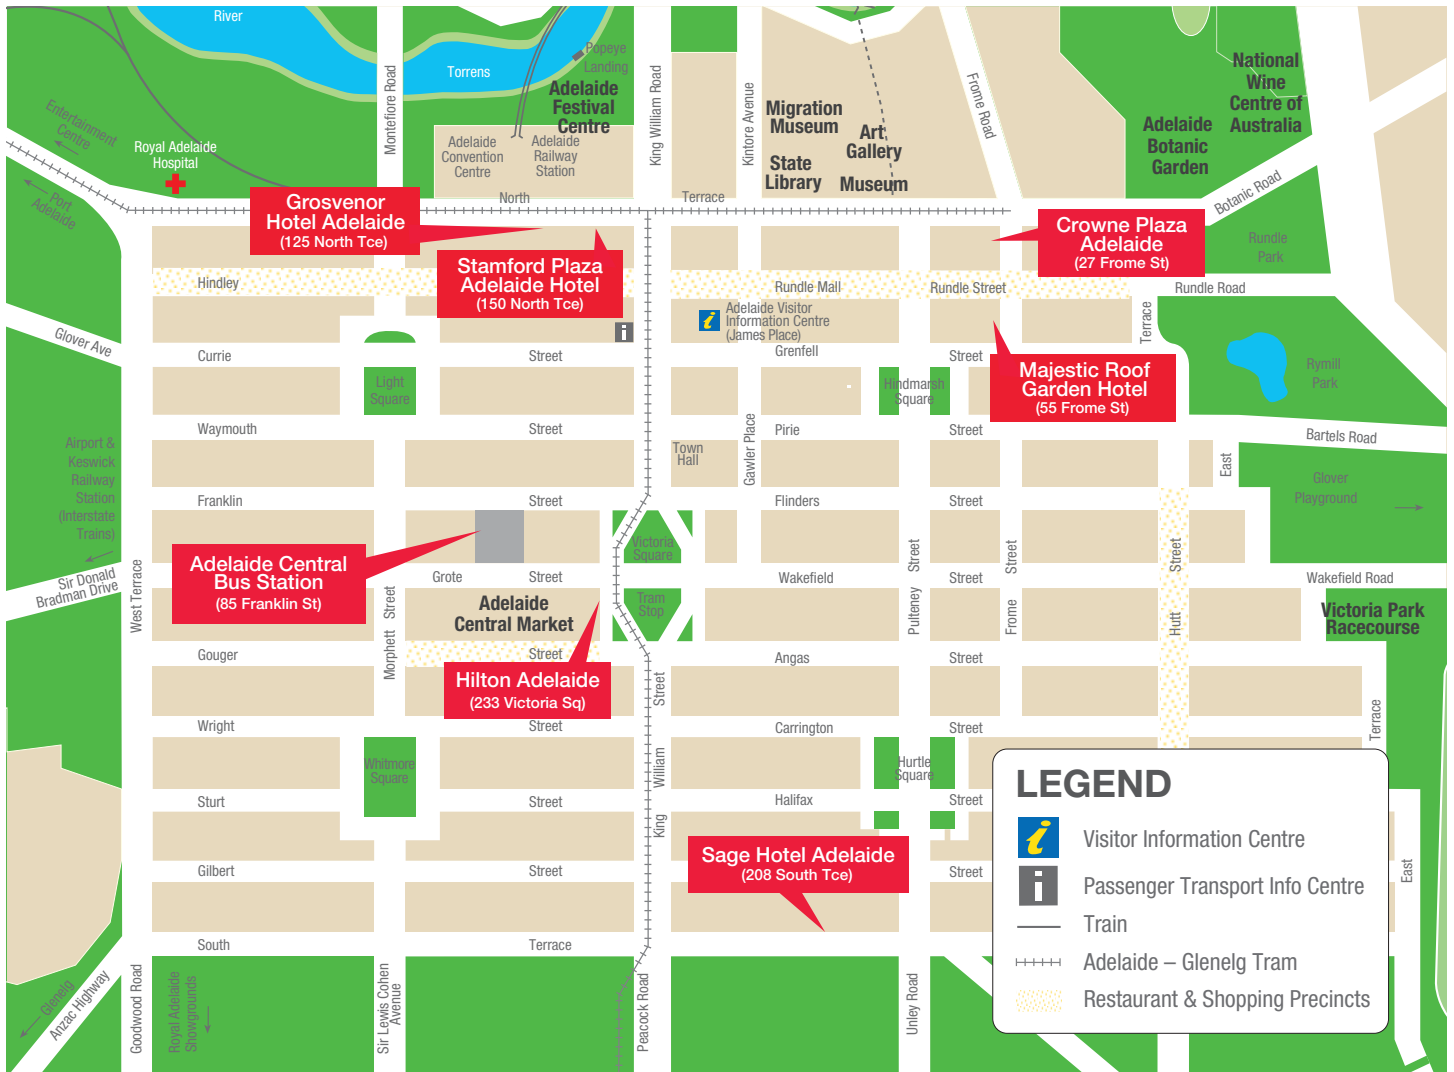 River
Torrens
Popeye
Landing
Adelaide
Festival
Centre
Montefiore Road
King William Road
Kintore Avenue
Frome Road
National
Wine
Centre of
Australia
Adelaide
Botanic
Garden
Migration
Museum
Art
Gallery
State
Library
Museum
Entertainment
Centre
Royal Adelaide
Hospital
Adelaide
Convention
Centre
Adelaide
Railway
Station
Port
Adelaide
North
Terrace
Botanic Road
Grosvenor
Hotel Adelaide
(125 North Tce)
Stamford Plaza
Adelaide Hotel
(150 North Tce)
Crowne Plaza
Adelaide
(27 Frome St)
Rundle
Park
Hindley
Rundle Mall
Rundle Street
Rundle Road
Adelaide Visitor
Information Centre
(James Place)
Terrace
Glover Ave
Currie
Street
Grenfell
Street
Majestic Roof
Garden Hotel
(55 Frome St)
Rymill
Park
Light
Square
Hindmarsh
Square
Waymouth
Street
Pirie
Street
Bartels Road
Airport &
Keswick
Railway
Station
(Interstate
Trains)
Town
Hall
Gawler Place
East
Glover
Playground
Franklin
Street
Flinders
Street
Victoria
Square
Adelaide Central
Bus Station
(85 Franklin St)
Sir Donald
Bradman Drive
West Terrace
Grote
Street
Wakefield
Street
Wakefield Road
Pulteney
Street
Frome
Street
Hutt
Street
Morphett
Street
Adelaide
Central Market
Tram
Stop
Victoria Park
Racecourse
Gouger
Street
Angas
Street
Hilton Adelaide
(233 Victoria Sq)
King
William
Street
Wright
Street
Carrington
Street
Terrace
Whitmore
Square
Hurtle
Square
Sturt
Street
Halifax
Street
Sage Hotel Adelaide
(208 South Tce)
Gilbert
Street
Street
East
South
Terrace
Glenelg
Anzac Highway
Goodwood Road
Royal Adelaide
Showgrounds
Sir Lewis Cohen
Avenue
Peacock Road
Unley Road
LEGEND
Visitor Information Centre
Passenger Transport Info Centre
Train
Adelaide – Glenelg Tram
Restaurant & Shopping Precincts